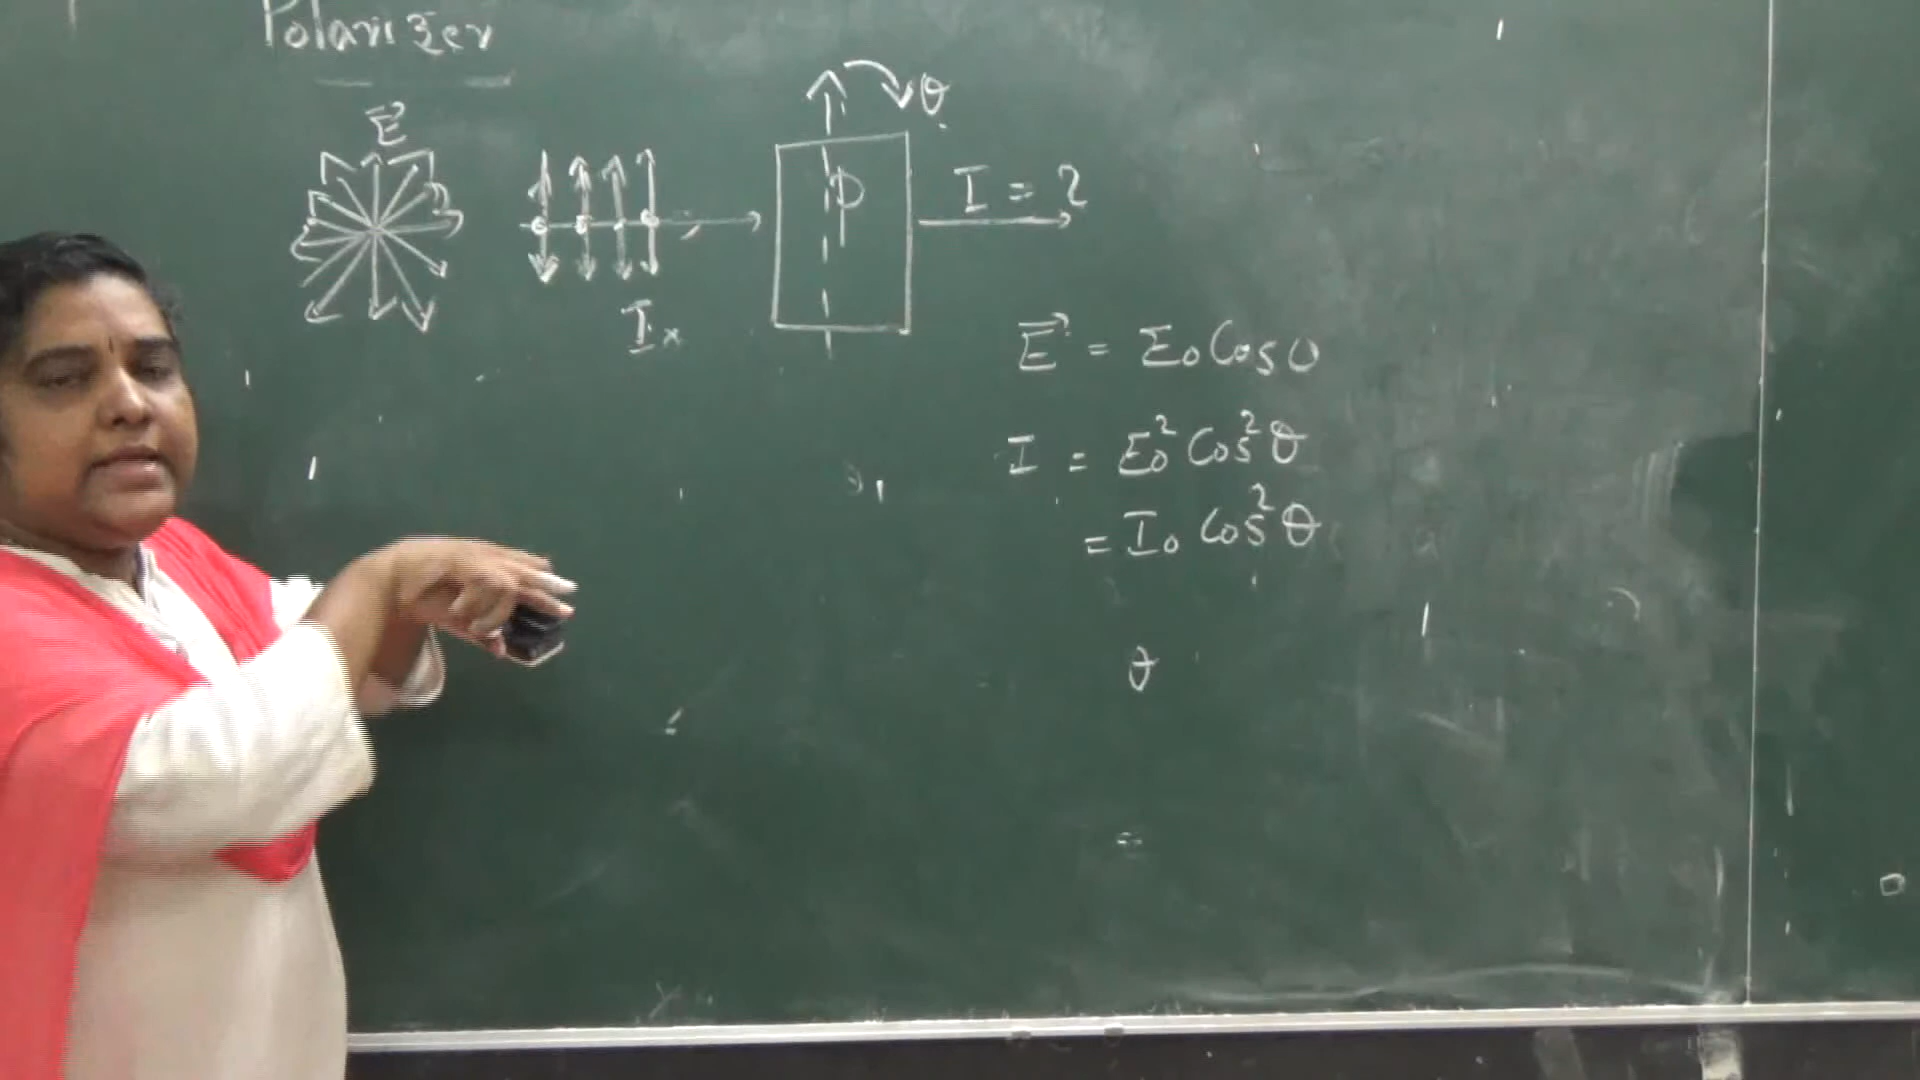 Polarizer
E⃗
θ
P
I = ?
Ix
E⃗ = E₀ Cos θ
I = E₀² Cos² θ
= I₀ Cos² θ
θ